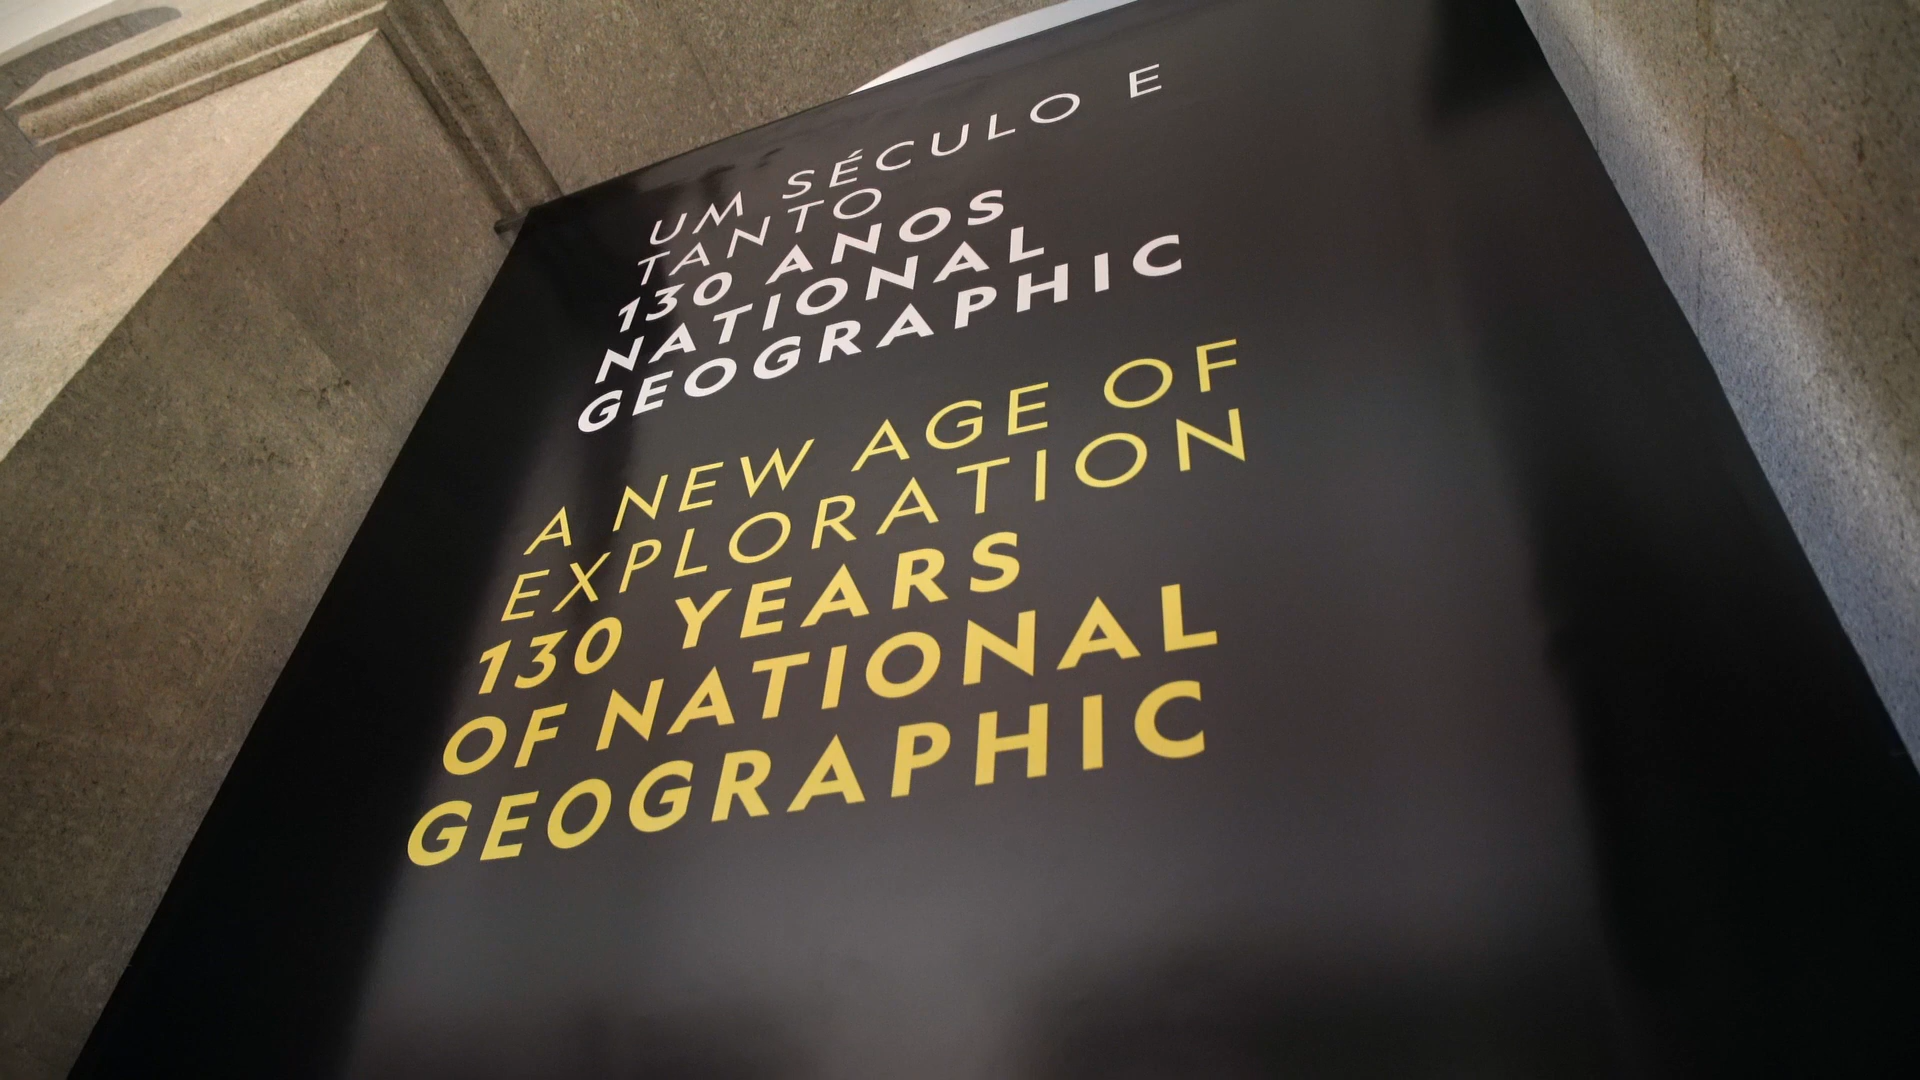 UM SÉCULO E
TANTO
130 ANOS
NATIONAL
GEOGRAPHIC
A NEW AGE OF
EXPLORATION
130 YEARS
OF NATIONAL
GEOGRAPHIC